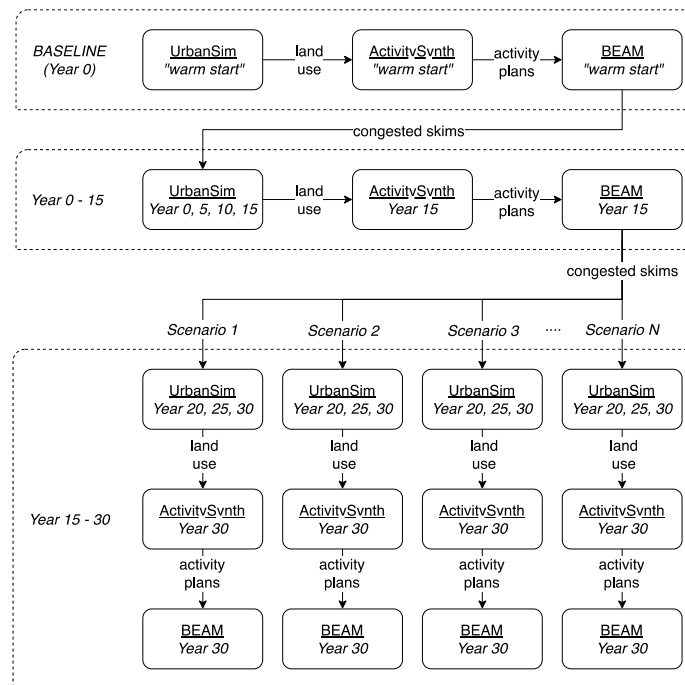 BASELINE
(Year 0)
UrbanSim
"warm start"
land
use
ActivitySynth
"warm start"
activity
plans
BEAM
"warm start"
congested skims
Year 0 - 15
UrbanSim
Year 0, 5, 10, 15
land
use
ActivitySynth
Year 15
activity
plans
BEAM
Year 15
congested skims
Scenario 1
Scenario 2
Scenario 3
....
Scenario N
UrbanSim
Year 20, 25, 30
UrbanSim
Year 20, 25, 30
UrbanSim
Year 20, 25, 30
UrbanSim
Year 20, 25, 30
land
use
land
use
land
use
land
use
Year 15 - 30
ActivitySynth
Year 30
ActivitySynth
Year 30
ActivitySynth
Year 30
ActivitySynth
Year 30
activity
plans
activity
plans
activity
plans
activity
plans
BEAM
Year 30
BEAM
Year 30
BEAM
Year 30
BEAM
Year 30